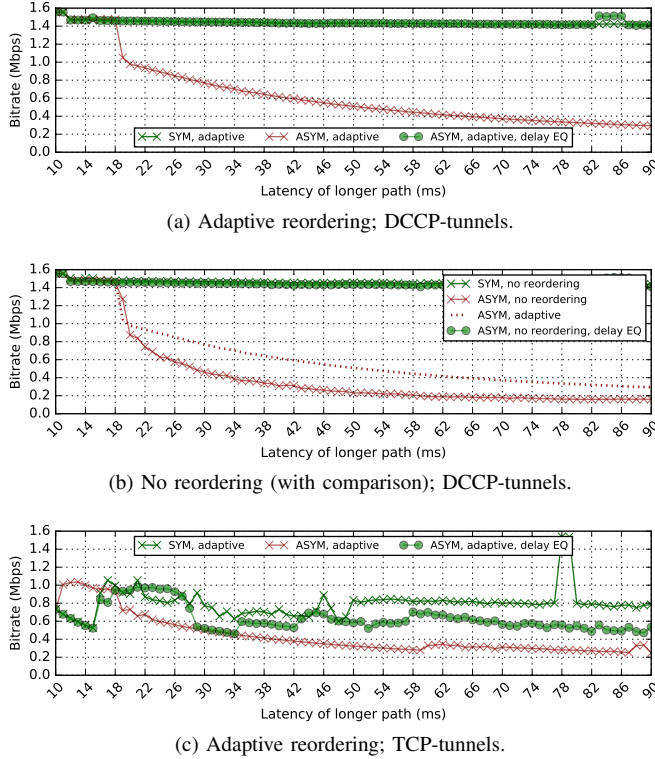 1.6
1.4
1.2
1.0
0.8
0.6
0.4
0.2
0.0
Bitrate (Mbps)
SYM, adaptive ASYM, adaptive ASYM, adaptive, delay EQ
10 14 18 22 26 30 34 38 42 46 50 54 58 62 66 70 74 78 82 86 90
Latency of longer path (ms)
(a) Adaptive reordering; DCCP-tunnels.
1.6
1.4
1.2
1.0
0.8
0.6
0.4
0.2
0.0
Bitrate (Mbps)
SYM, no reordering
ASYM, no reordering
ASYM, adaptive
ASYM, no reordering, delay EQ
10 14 18 22 26 30 34 38 42 46 50 54 58 62 66 70 74 78 82 86 90
Latency of longer path (ms)
(b) No reordering (with comparison); DCCP-tunnels.
1.6
1.4
1.2
1.0
0.8
0.6
0.4
0.2
0.0
Bitrate (Mbps)
SYM, adaptive ASYM, adaptive ASYM, adaptive, delay EQ
10 14 18 22 26 30 34 38 42 46 50 54 58 62 66 70 74 78 82 86 90
Latency of longer path (ms)
(c) Adaptive reordering; TCP-tunnels.